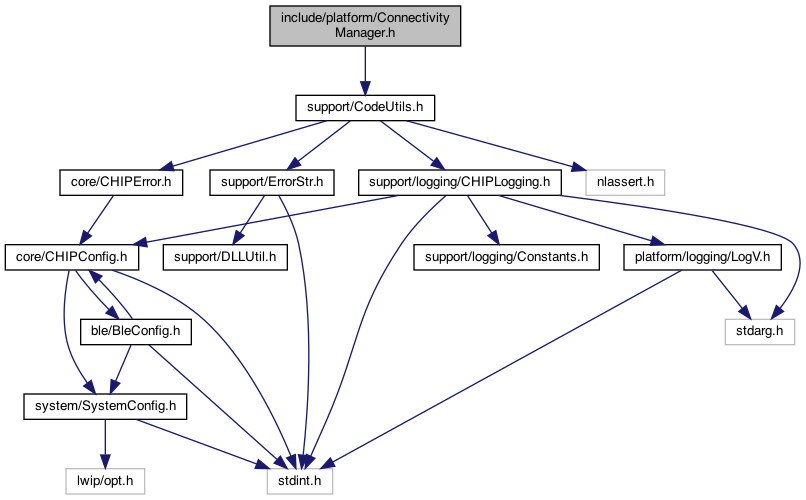 include/platform/Connectivity
Manager.h
support/CodeUtils.h
core/CHIPError.h
support/ErrorStr.h
support/logging/CHIPLogging.h
nlassert.h
core/CHIPConfig.h
support/DLLUtil.h
support/logging/Constants.h
platform/logging/LogV.h
ble/BleConfig.h
stdarg.h
system/SystemConfig.h
lwip/opt.h
stdint.h